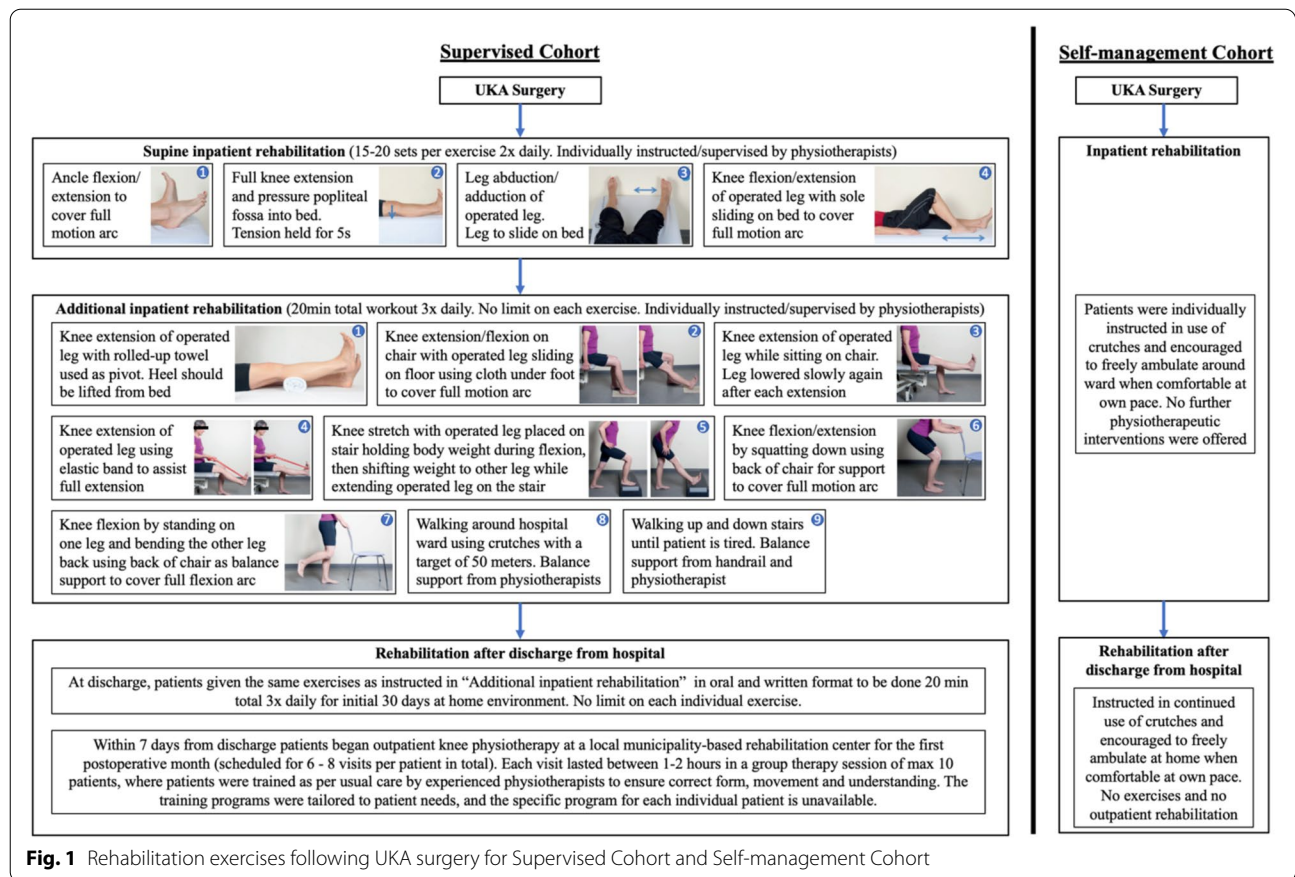 Supervised Cohort
UKA Surgery
Supine inpatient rehabilitation (15-20 sets per exercise 2x daily. Individually instructed/supervised by physiotherapists)
Ancle flexion/
extension to
cover full
motion arc
1
Full knee extension
and pressure popliteal
fossa into bed.
Tension held for 5s
2
Leg abduction/
adduction of
operated leg.
Leg to slide on bed
3
Knee flexion/extension
of operated leg with sole
sliding on bed to cover
full motion arc
4
Additional inpatient rehabilitation (20min total workout 3x daily. No limit on each exercise. Individually instructed/supervised by physiotherapists)
Knee extension of operated
leg with rolled-up towel
used as pivot. Heel should
be lifted from bed
1
Knee extension/flexion on
chair with operated leg sliding
on floor using cloth under foot
to cover full motion arc
2
Knee extension of operated
leg while sitting on chair.
Leg lowered slowly again
after each extension
3
Knee extension of
operated leg using
elastic band to assist
full extension
4
Knee stretch with operated leg placed on
stair holding body weight during flexion,
then shifting weight to other leg while
extending operated leg on the stair
5
Knee flexion/extension
by squatting down using
back of chair for support
to cover full motion arc
6
Knee flexion by standing on
one leg and bending the other leg
back using back of chair as balance
support to cover full flexion arc
7
Walking around hospital
ward using crutches with a
target of 50 meters. Balance
support from physiotherapists
8
Walking up and down stairs
until patient is tired. Balance
support from handrail and
physiotherapist
9
Rehabilitation after discharge from hospital
At discharge, patients given the same exercises as instructed in “Additional inpatient rehabilitation” in oral and written format to be done 20 min
total 3x daily for initial 30 days at home environment. No limit on each individual exercise.
Within 7 days from discharge patients began outpatient knee physiotherapy at a local municipality-based rehabilitation center for the first
postoperative month (scheduled for 6 - 8 visits per patient in total). Each visit lasted between 1-2 hours in a group therapy session of max 10
patients, where patients were trained as per usual care by experienced physiotherapists to ensure correct form, movement and understanding. The
training programs were tailored to patient needs, and the specific program for each individual patient is unavailable.
Self-management Cohort
UKA Surgery
Inpatient rehabilitation
Patients were individually
instructed in use of
crutches and encouraged
to freely ambulate around
ward when comfortable at
own pace. No further
physiotherapeutic
interventions were offered
Rehabilitation after
discharge from hospital
Instructed in continued
use of crutches and
encouraged to freely
ambulate at home when
comfortable at own pace.
No exercises and no
outpatient rehabilitation
Fig. 1 Rehabilitation exercises following UKA surgery for Supervised Cohort and Self-management Cohort